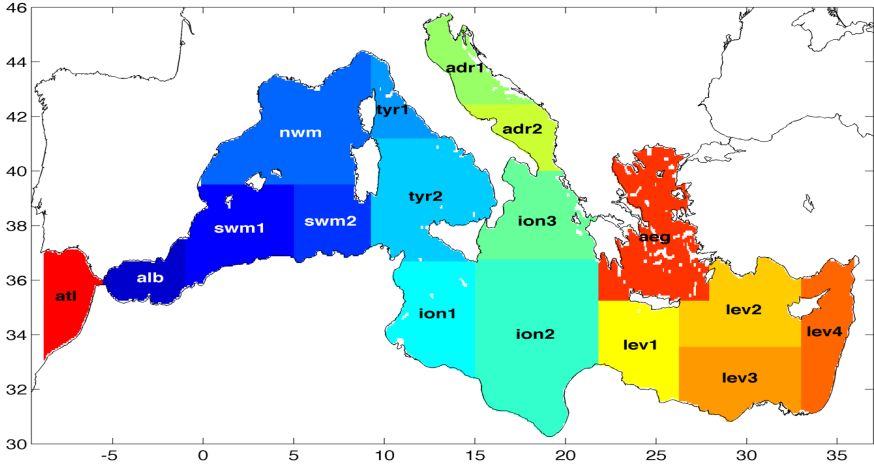 46
44
42
40
38
36
34
32
30
-5
0
5
10
15
20
25
30
35
adr1
tyr1
nwm
adr2
tyr2
swm1
swm2
ion3
aeg
alb
atl
lev2
ion1
ion2
lev1
lev4
lev3